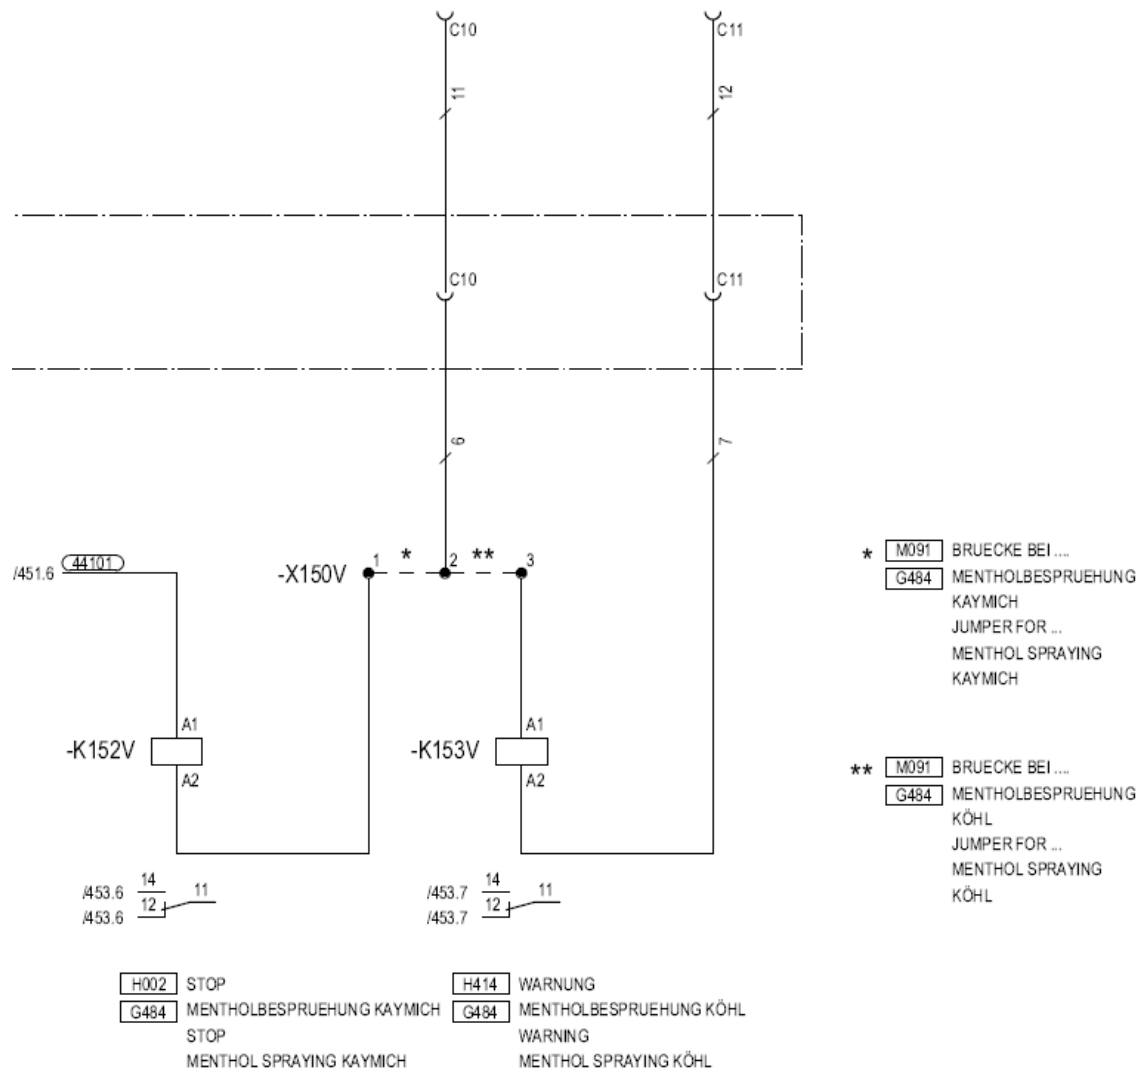 C10
C11
11
12
C10
C11
6
7
/451.6
44101
-X150V
1
*
2
**
3
* M091 BRUECKE BEI ....
G484 MENTHOLBESPRUEHUNG
KAYMICH
JUMPER FOR ...
MENTHOL SPRAYING
KAYMICH
-K152V
A1
A2
-K153V
A1
A2
** M091 BRUECKE BEI ....
G484 MENTHOLBESPRUEHUNG
KÖHL
JUMPER FOR ...
MENTHOL SPRAYING
KÖHL
/453.6 14 11
/453.6 12
/453.7 14 11
/453.7 12
H002 STOP
G484 MENTHOLBESPRUEHUNG KAYMICH
STOP
MENTHOL SPRAYING KAYMICH
H414 WARNUNG
G484 MENTHOLBESPRUEHUNG KÖHL
WARNING
MENTHOL SPRAYING KÖHL